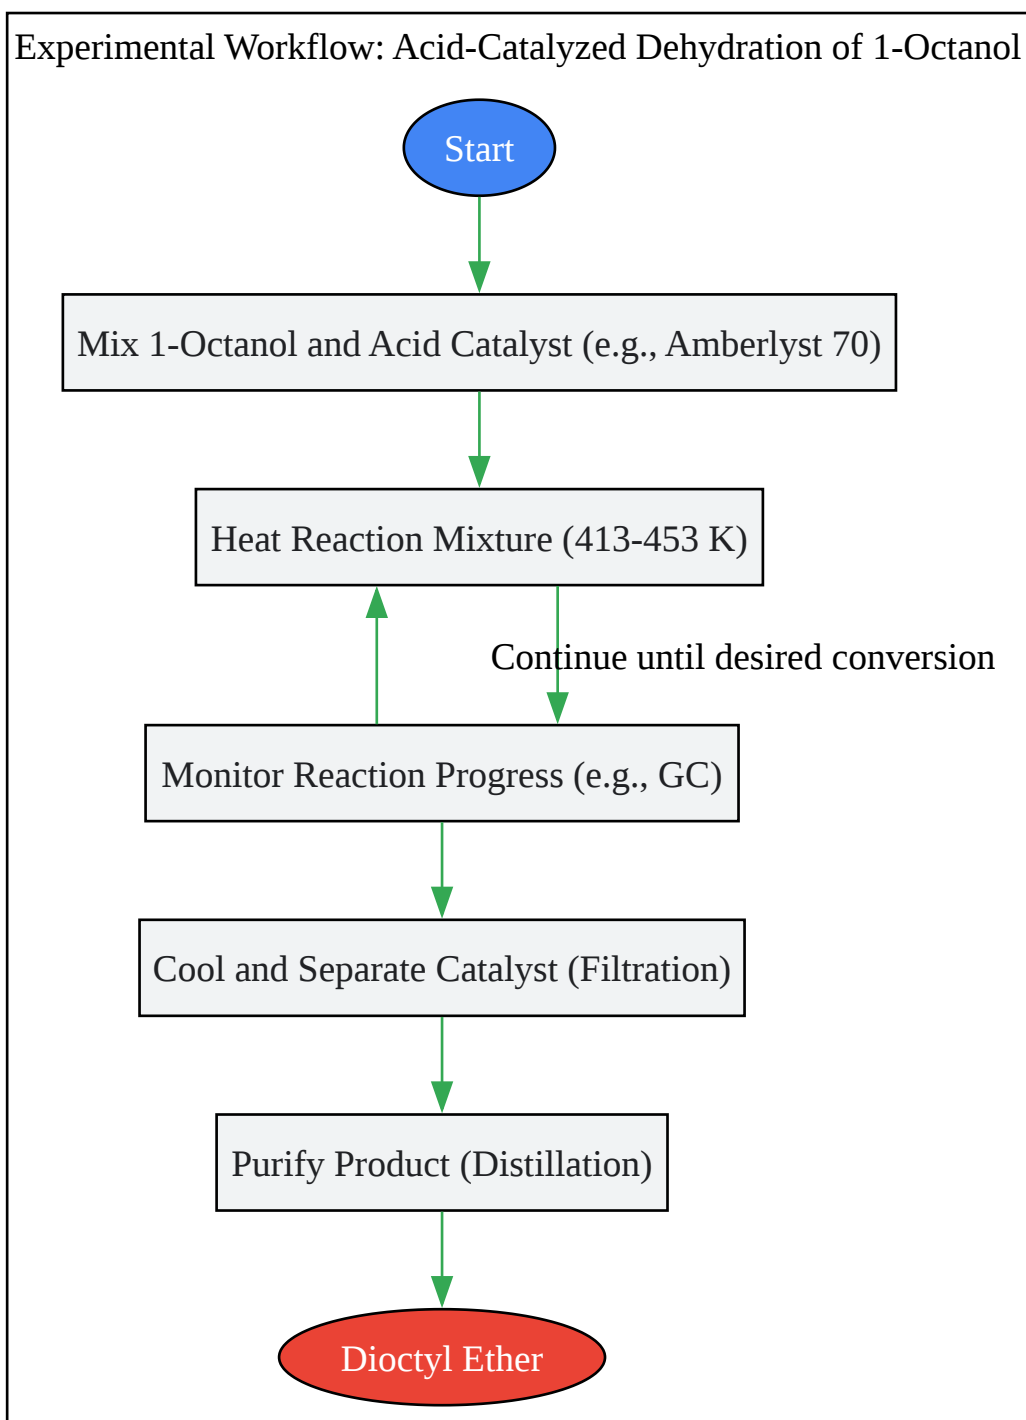 Experimental Workflow: Acid-Catalyzed Dehydration of 1-Octanol
Start
Mix 1-Octanol and Acid Catalyst (e.g., Amberlyst 70)
Heat Reaction Mixture (413-453 K)
Continue until desired conversion
Monitor Reaction Progress (e.g., GC)
Cool and Separate Catalyst (Filtration)
Purify Product (Distillation)
Dioctyl Ether